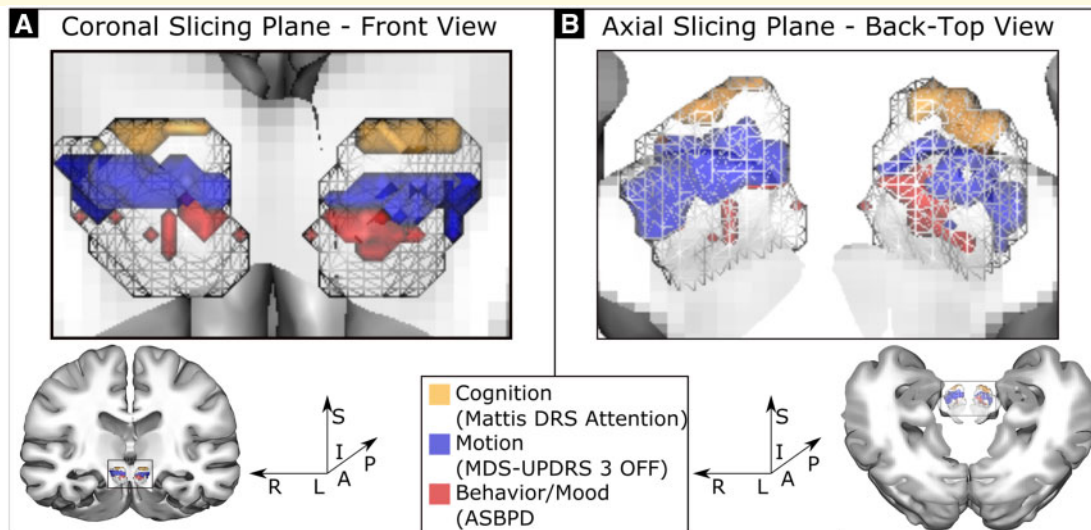 A Coronal Slicing Plane - Front View
B Axial Slicing Plane - Back-Top View
Cognition
(Mattis DRS Attention)
Motion
(MDS-UPDRS 3 OFF)
Behavior/Mood
(ASBPD
S
I
P
R
L
A
S
I
P
R
L
A